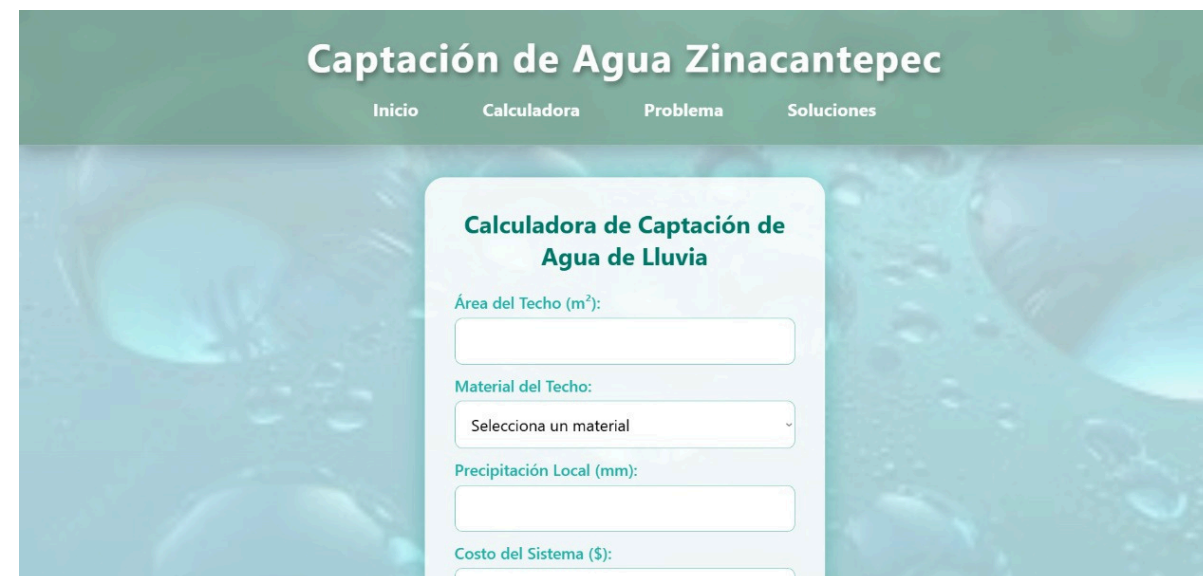 Captación de Agua Zinacantepec
Inicio Calculadora Problema Soluciones
Calculadora de Captación de
Agua de Lluvia
Área del Techo (m²):
Material del Techo:
Selecciona un material
Precipitación Local (mm):
Costo del Sistema ($):